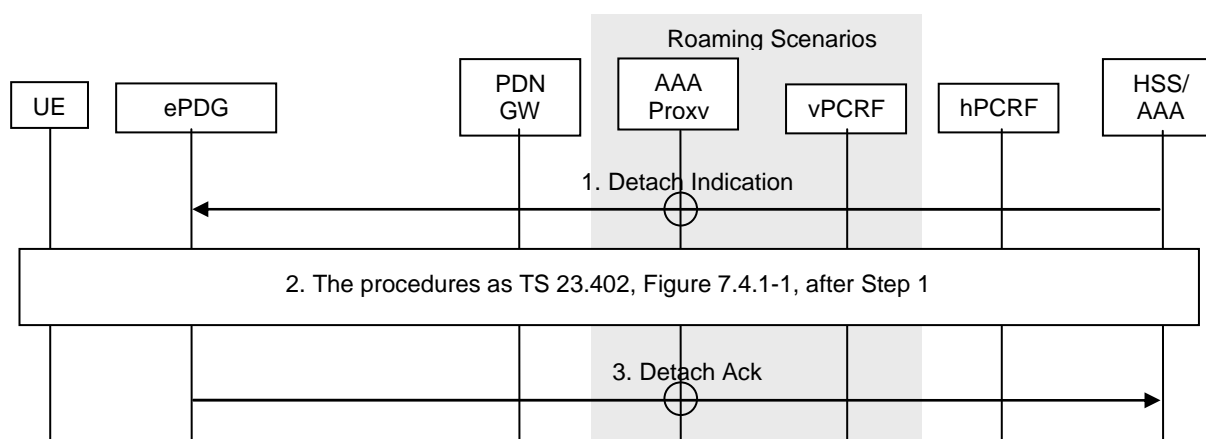 Roaming Scenarios
UE
ePDG
PDN
GW
AAA
Proxy
vPCRF
hPCRF
HSS/
AAA
1. Detach Indication
2. The procedures as TS 23.402, Figure 7.4.1-1, after Step 1
3. Detach Ack